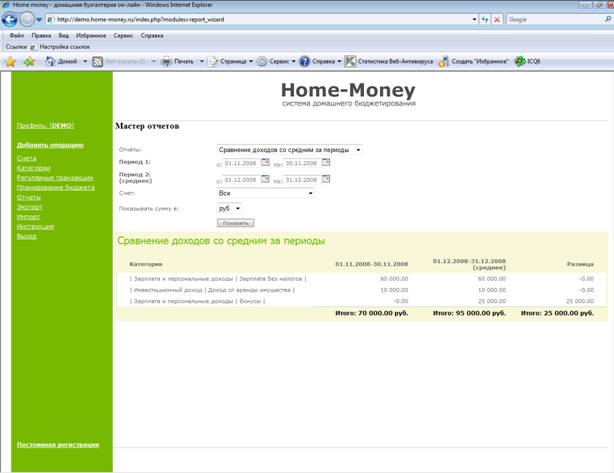 Home money - домашняя бухгалтерия он-лайн - Windows Internet Explorer
http://demo.home-money.ru/index.php?modules=report_wizard
Google
Файл Правка Вид Избранное Сервис Справка
Ссылки Настройка ссылок
Домой Веб-каналы (J) Печать Страница Сервис Справка Статистика Веб-Антивируса Создать "Избранное" ICQ6
Home-Money
система домашнего бюджетирования
Профиль: [DEMO]
Добавить операцию
Счета
Категории
Регулярные транзакции
Планирование бюджета
Отчеты
Экспорт
Импорт
Инструкция
Выход
Постоянная регистрация
Мастер отчетов
Отчеты: Сравнение доходов со средним за периоды
Период 1: с: 01.11.2008 по: 30.11.2008
Период 2: (среднее) с: 01.12.2008 по: 31.12.2008
Счет: Все
Показывать сумму в: руб.
Показать
Сравнение доходов со средним за периоды
Категория 01.11.2008-30.11.2008 01.12.2008-31.12.2008 (среднее) Разница
| Зарплата и персональные доходы | Зарплата без налогов | 60 000.00 60 000.00 -0.00
| Инвестиционный доход | Доход от аренды имущества | 10 000.00 10 000.00 -0.00
| Зарплата и персональные доходы | Бонусы | -0.00 25 000.00 25 000.00
Итого: 70 000.00 руб. Итого: 95 000.00 руб. Итого: 25 000.00 руб.